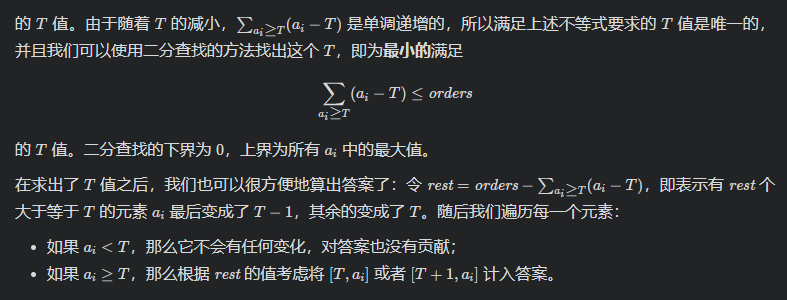 的 T 值。由于随着 T 的减小，∑_{a_i≥T}(a_i − T) 是单调递增的，所以满足上述不等式要求的 T 值是唯一的，
并且我们可以使用二分查找的方法找出这个 T，即为最小的满足
∑_{a_i≥T}(a_i − T) ≤ orders
的 T 值。二分查找的下界为 0，上界为所有 a_i 中的最大值。
在求出了 T 值之后，我们也可以很方便地算出答案了：令 rest = orders − ∑_{a_i≥T}(a_i − T)，即表示有 rest 个
大于等于 T 的元素 a_i 最后变成了 T − 1，其余的变成了 T。随后我们遍历每一个元素：
• 如果 a_i < T，那么它不会有任何变化，对答案也没有贡献；
• 如果 a_i ≥ T，那么根据 rest 的值考虑将 [T, a_i] 或者 [T + 1, a_i] 计入答案。